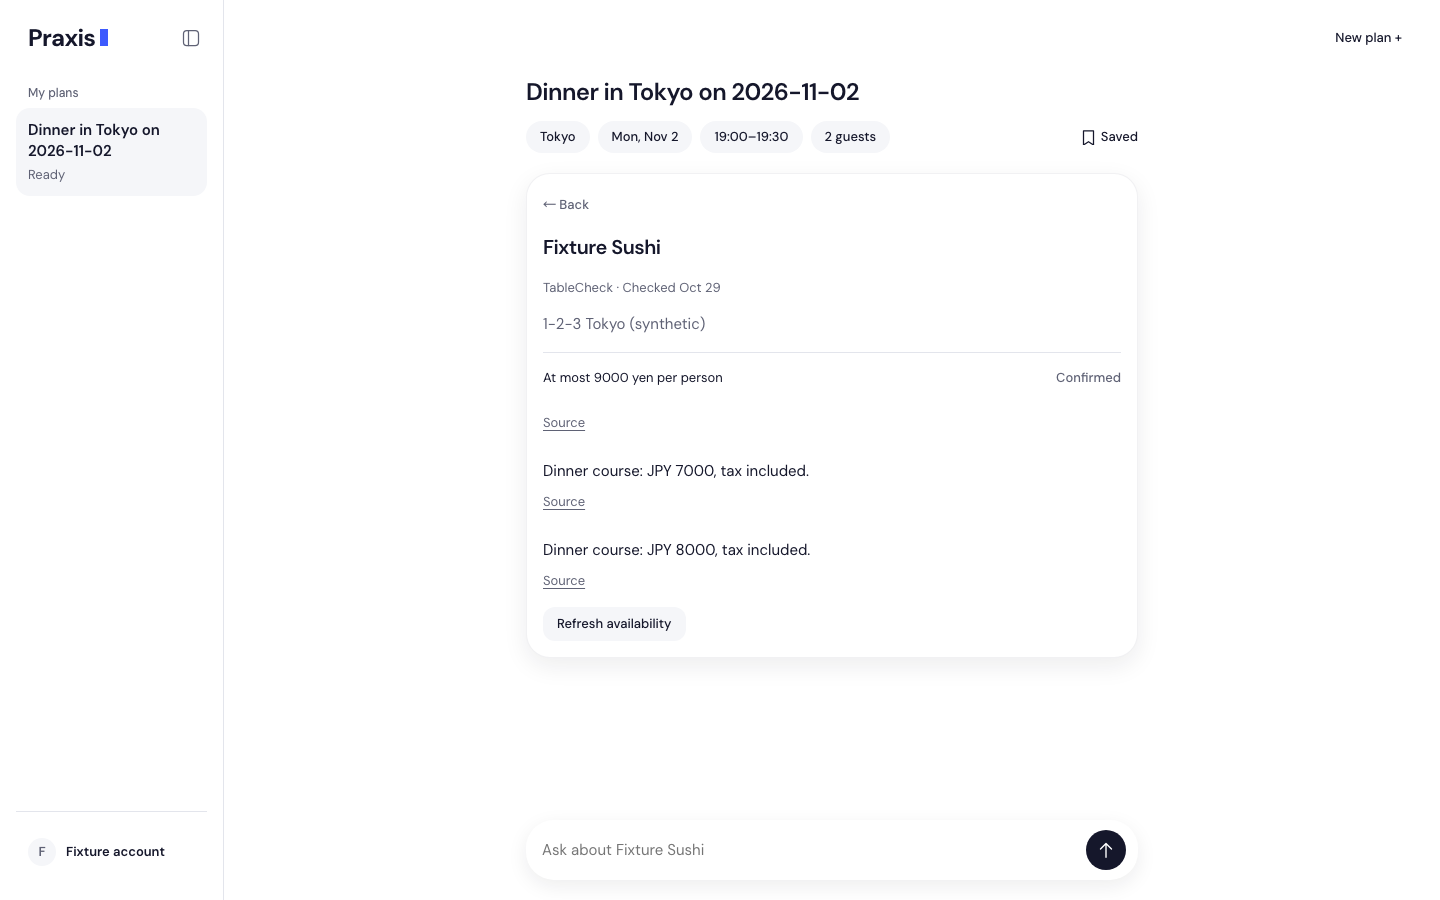 Praxis
New plan +
My plans
Dinner in Tokyo on
2026-11-02
Ready
Dinner in Tokyo on 2026-11-02
Tokyo
Mon, Nov 2
19:00–19:30
2 guests
Saved
← Back
Fixture Sushi
TableCheck · Checked Oct 29
1-2-3 Tokyo (synthetic)
At most 9000 yen per person
Confirmed
Source
Dinner course: JPY 7000, tax included.
Source
Dinner course: JPY 8000, tax included.
Source
Refresh availability
Ask about Fixture Sushi
F
Fixture account